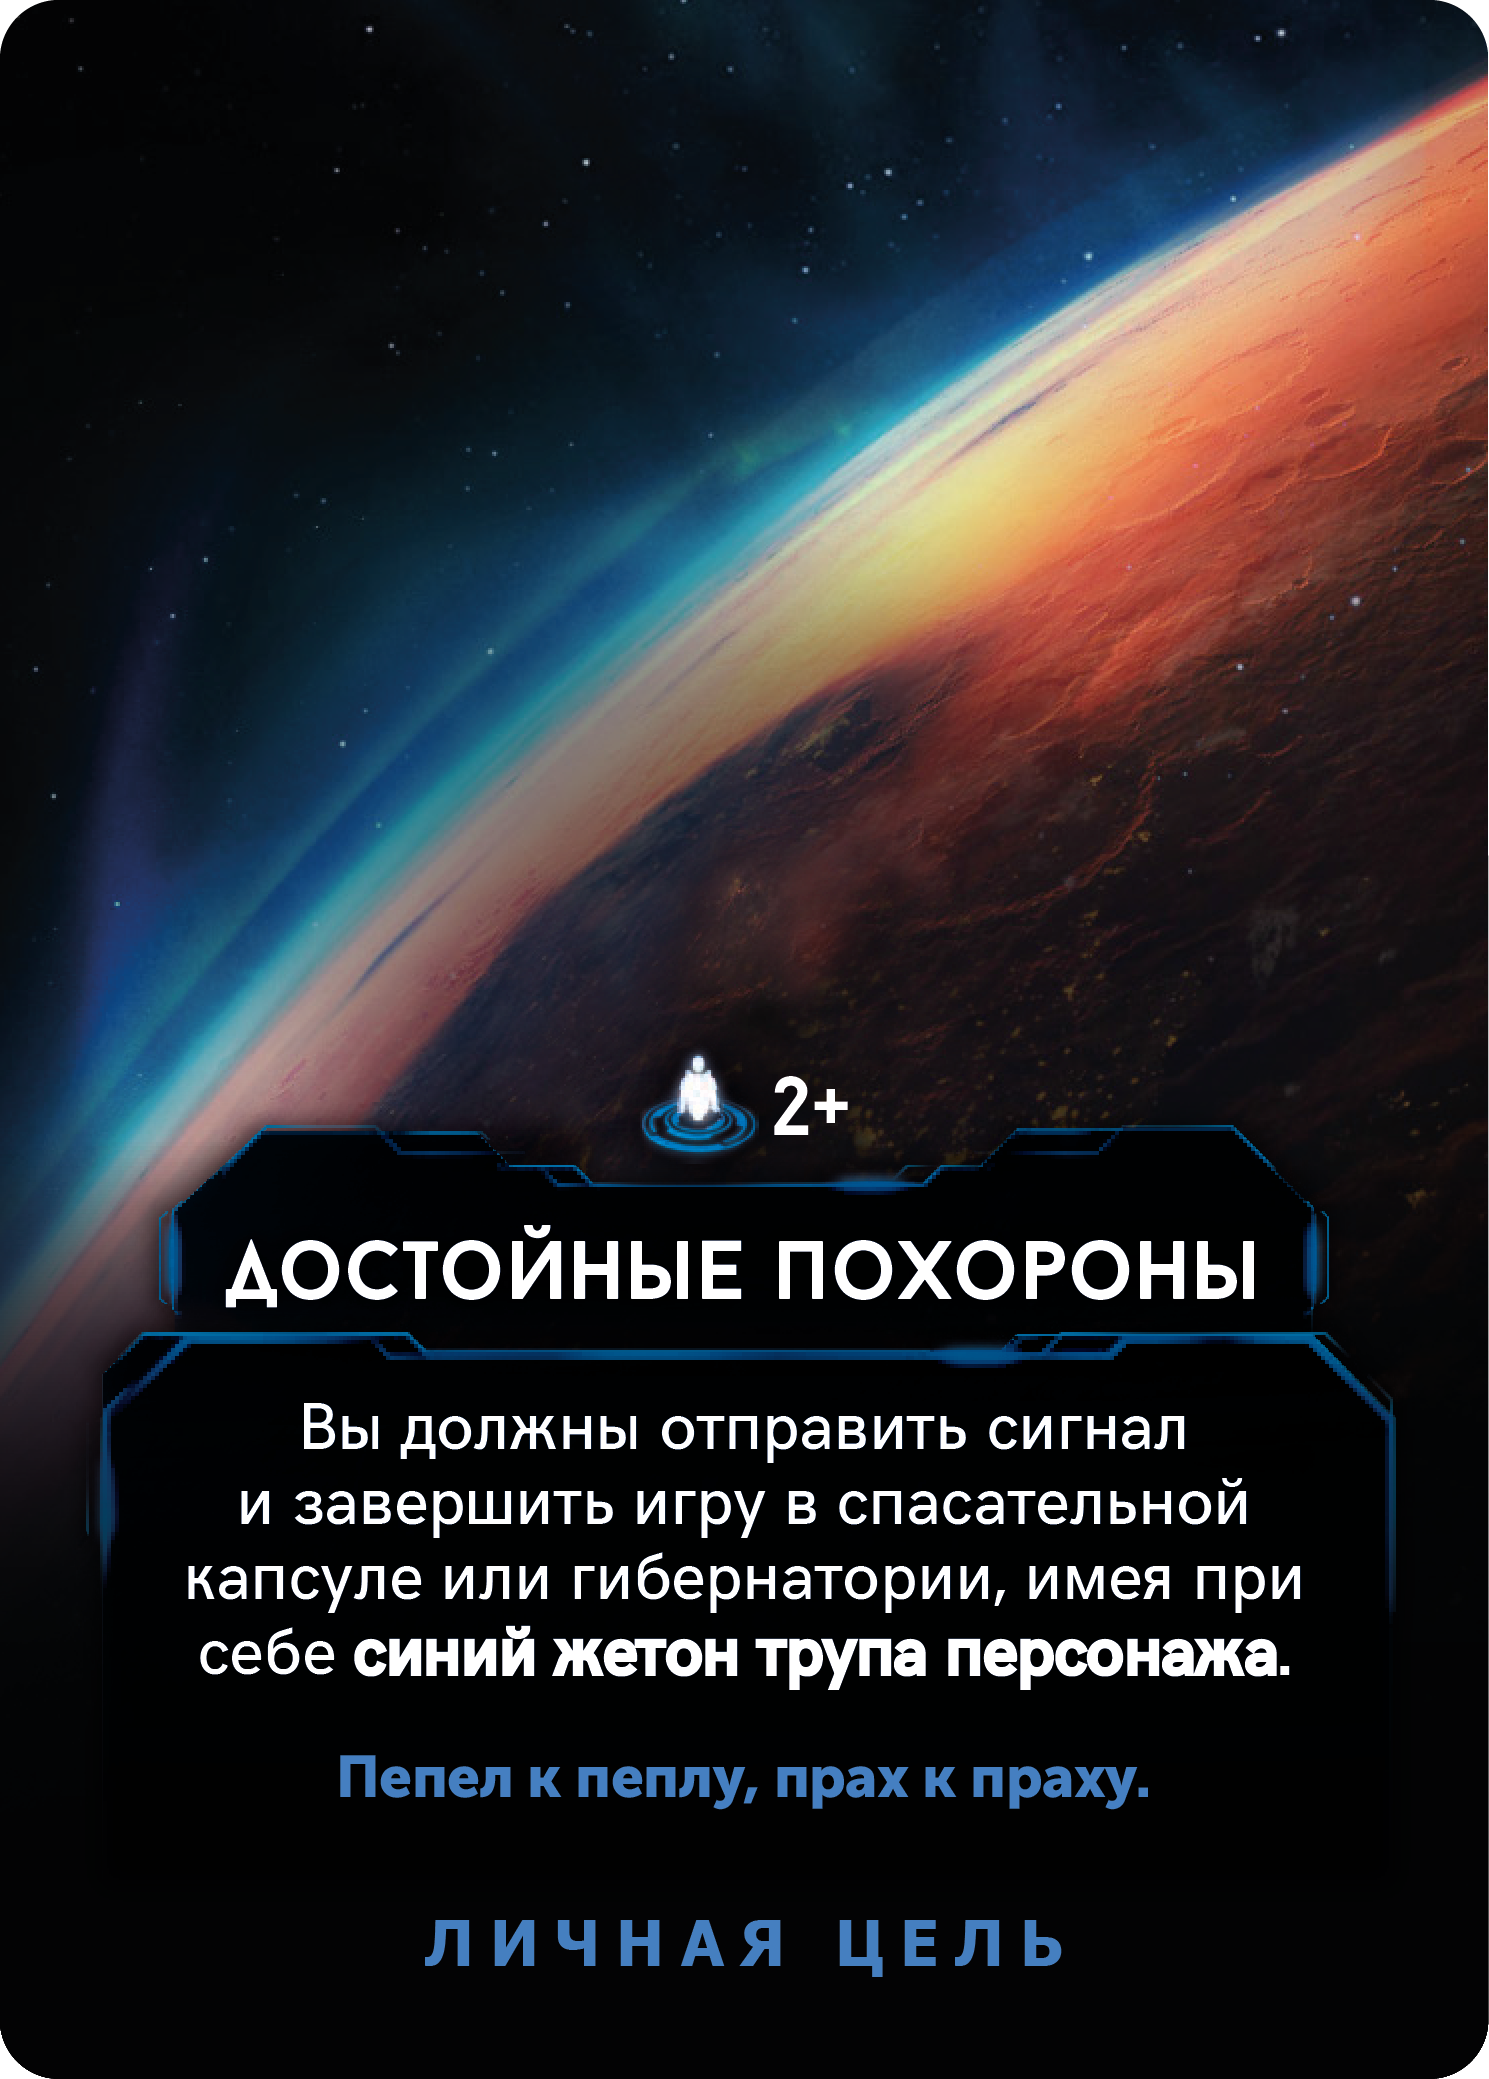 2+
ДОСТОЙНЫЕ ПОХОРОНЫ
Вы должны отправить сигнал
и завершить игру в спасательной
капсуле или гибернатории, имея при
себе синий жетон трупа персонажа.
Пепел к пеплу, прах к праху.
ЛИЧНАЯ ЦЕЛЬ